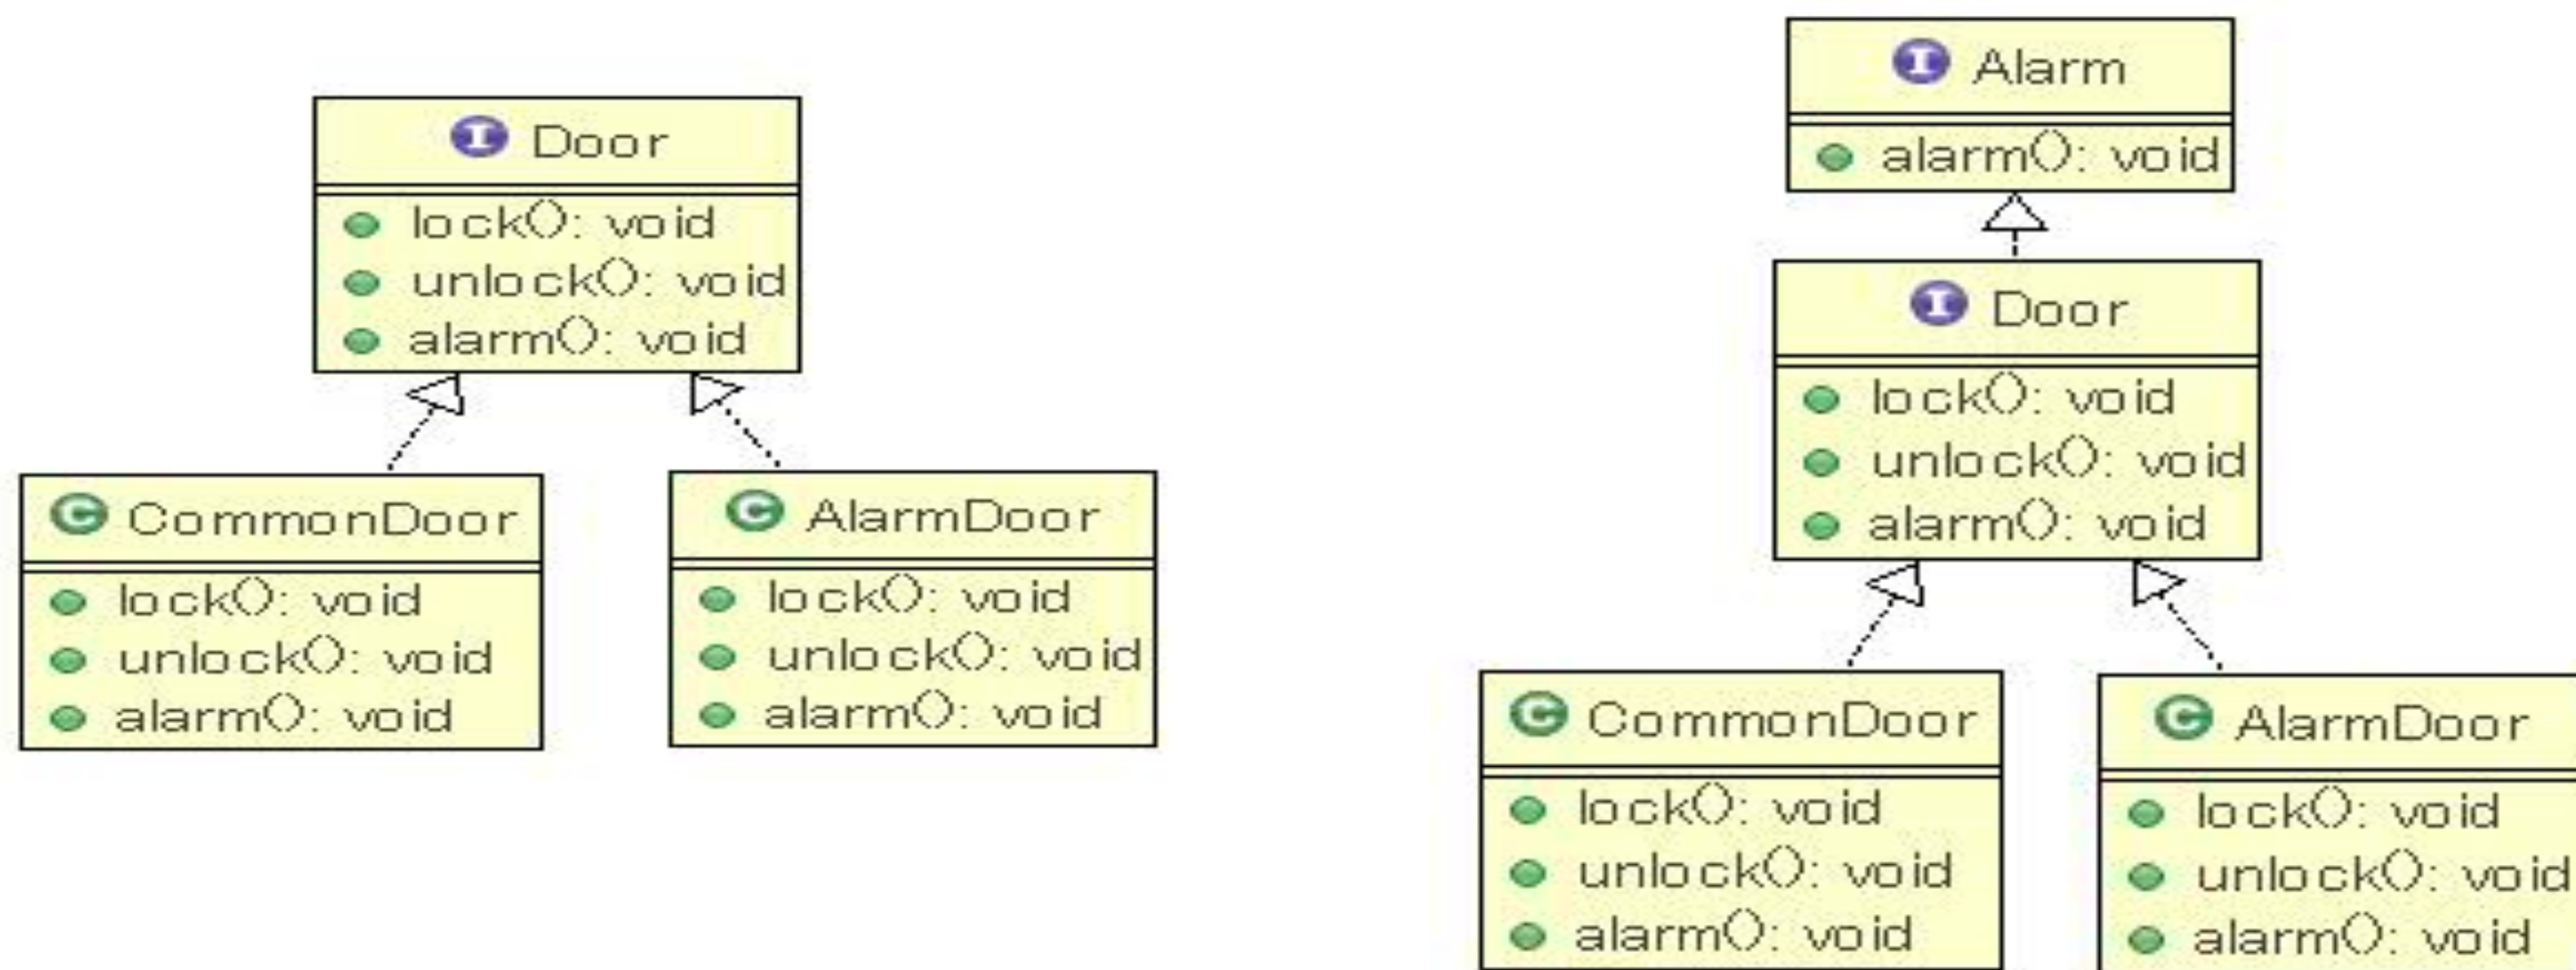 Door
lock(): void
unlock(): void
alarm(): void
CommonDoor
lock(): void
unlock(): void
alarm(): void
AlarmDoor
lock(): void
unlock(): void
alarm(): void
Alarm
alarm(): void
Door
lock(): void
unlock(): void
alarm(): void
CommonDoor
lock(): void
unlock(): void
alarm(): void
AlarmDoor
lock(): void
unlock(): void
alarm(): void